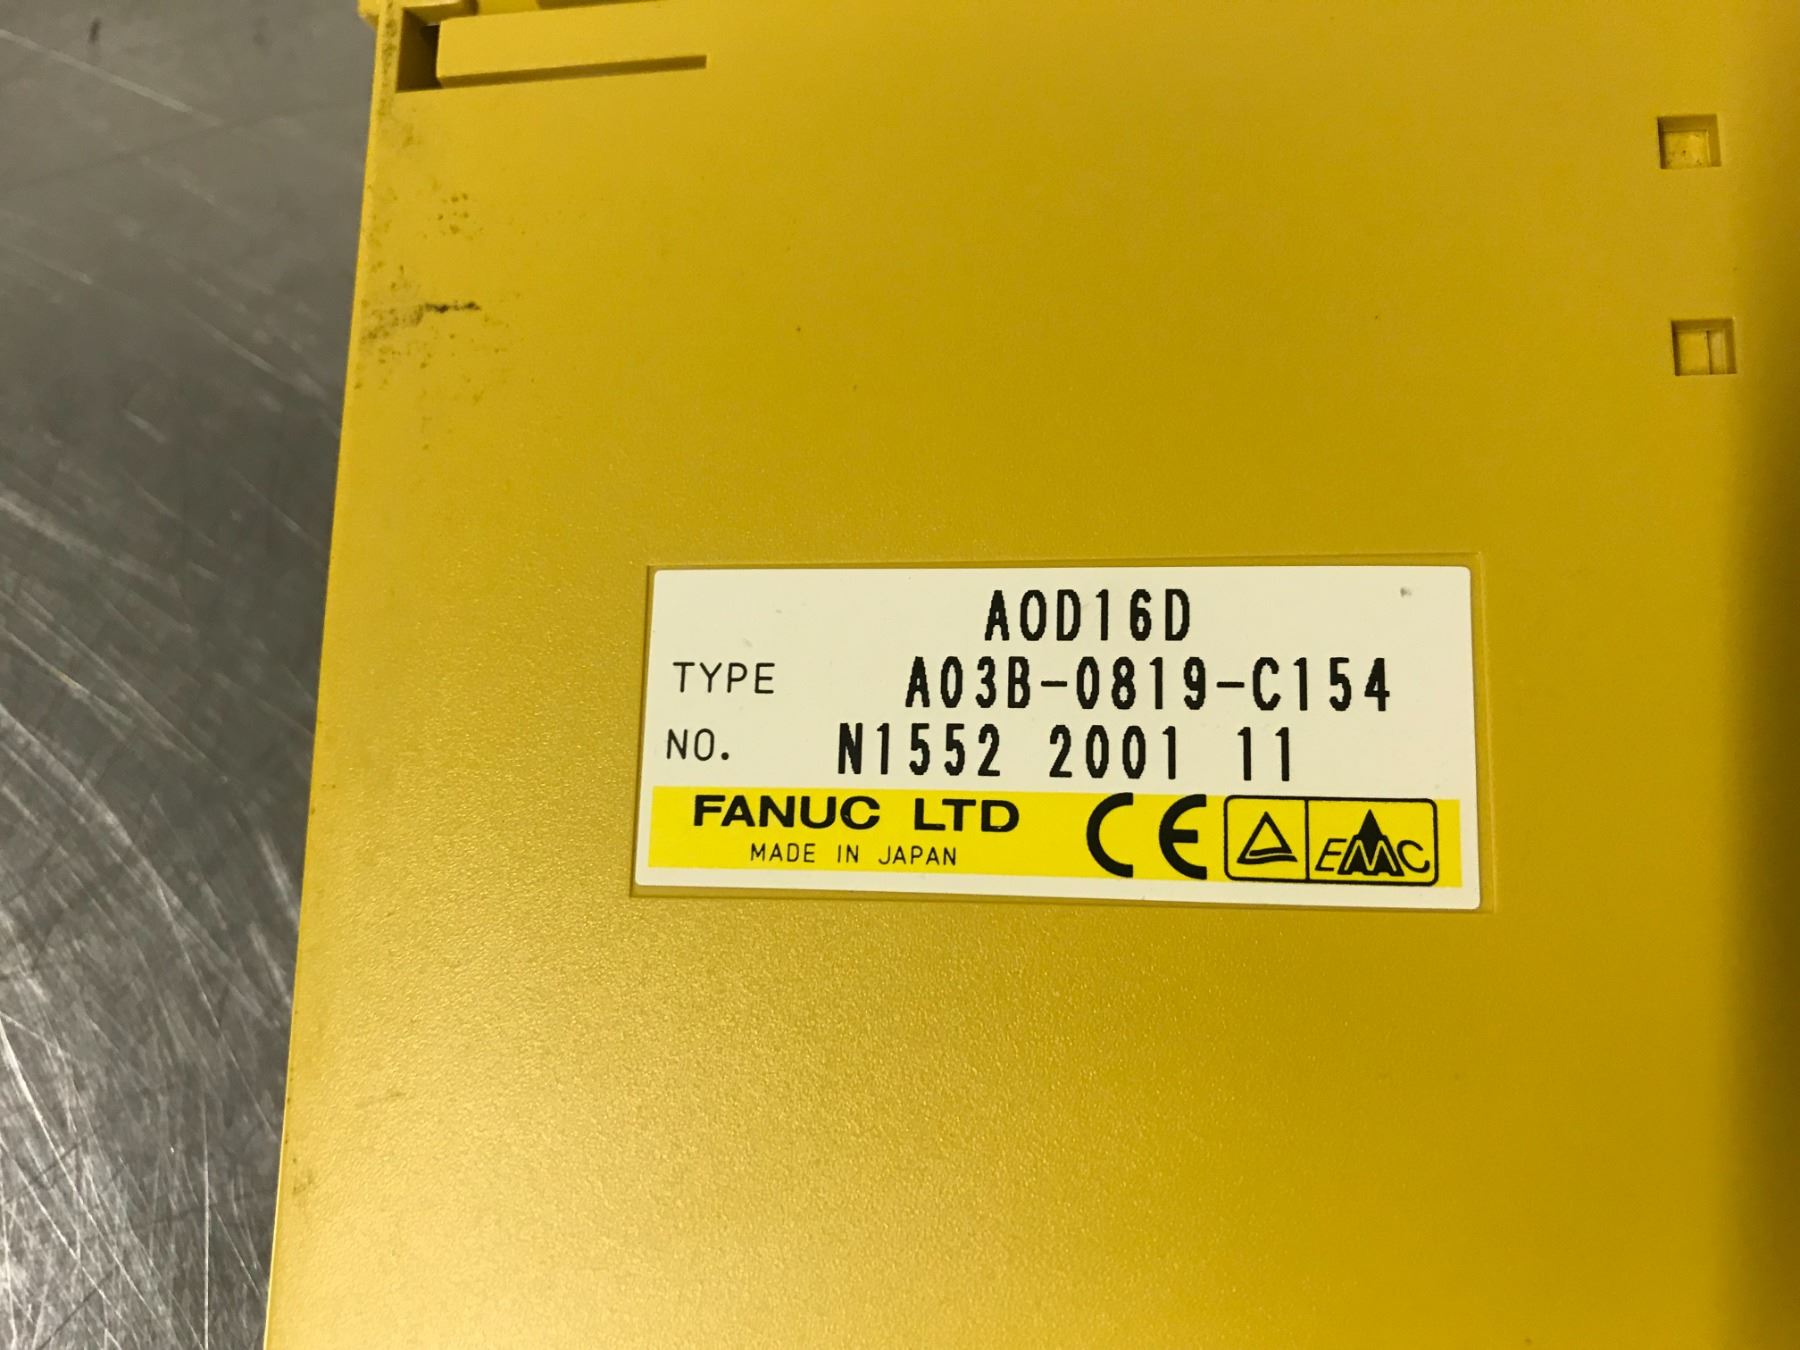 AOD16D
TYPE A03B-0819-C154
NO. N1552 2001 11
FANUC LTD CE EMC
MADE IN JAPAN